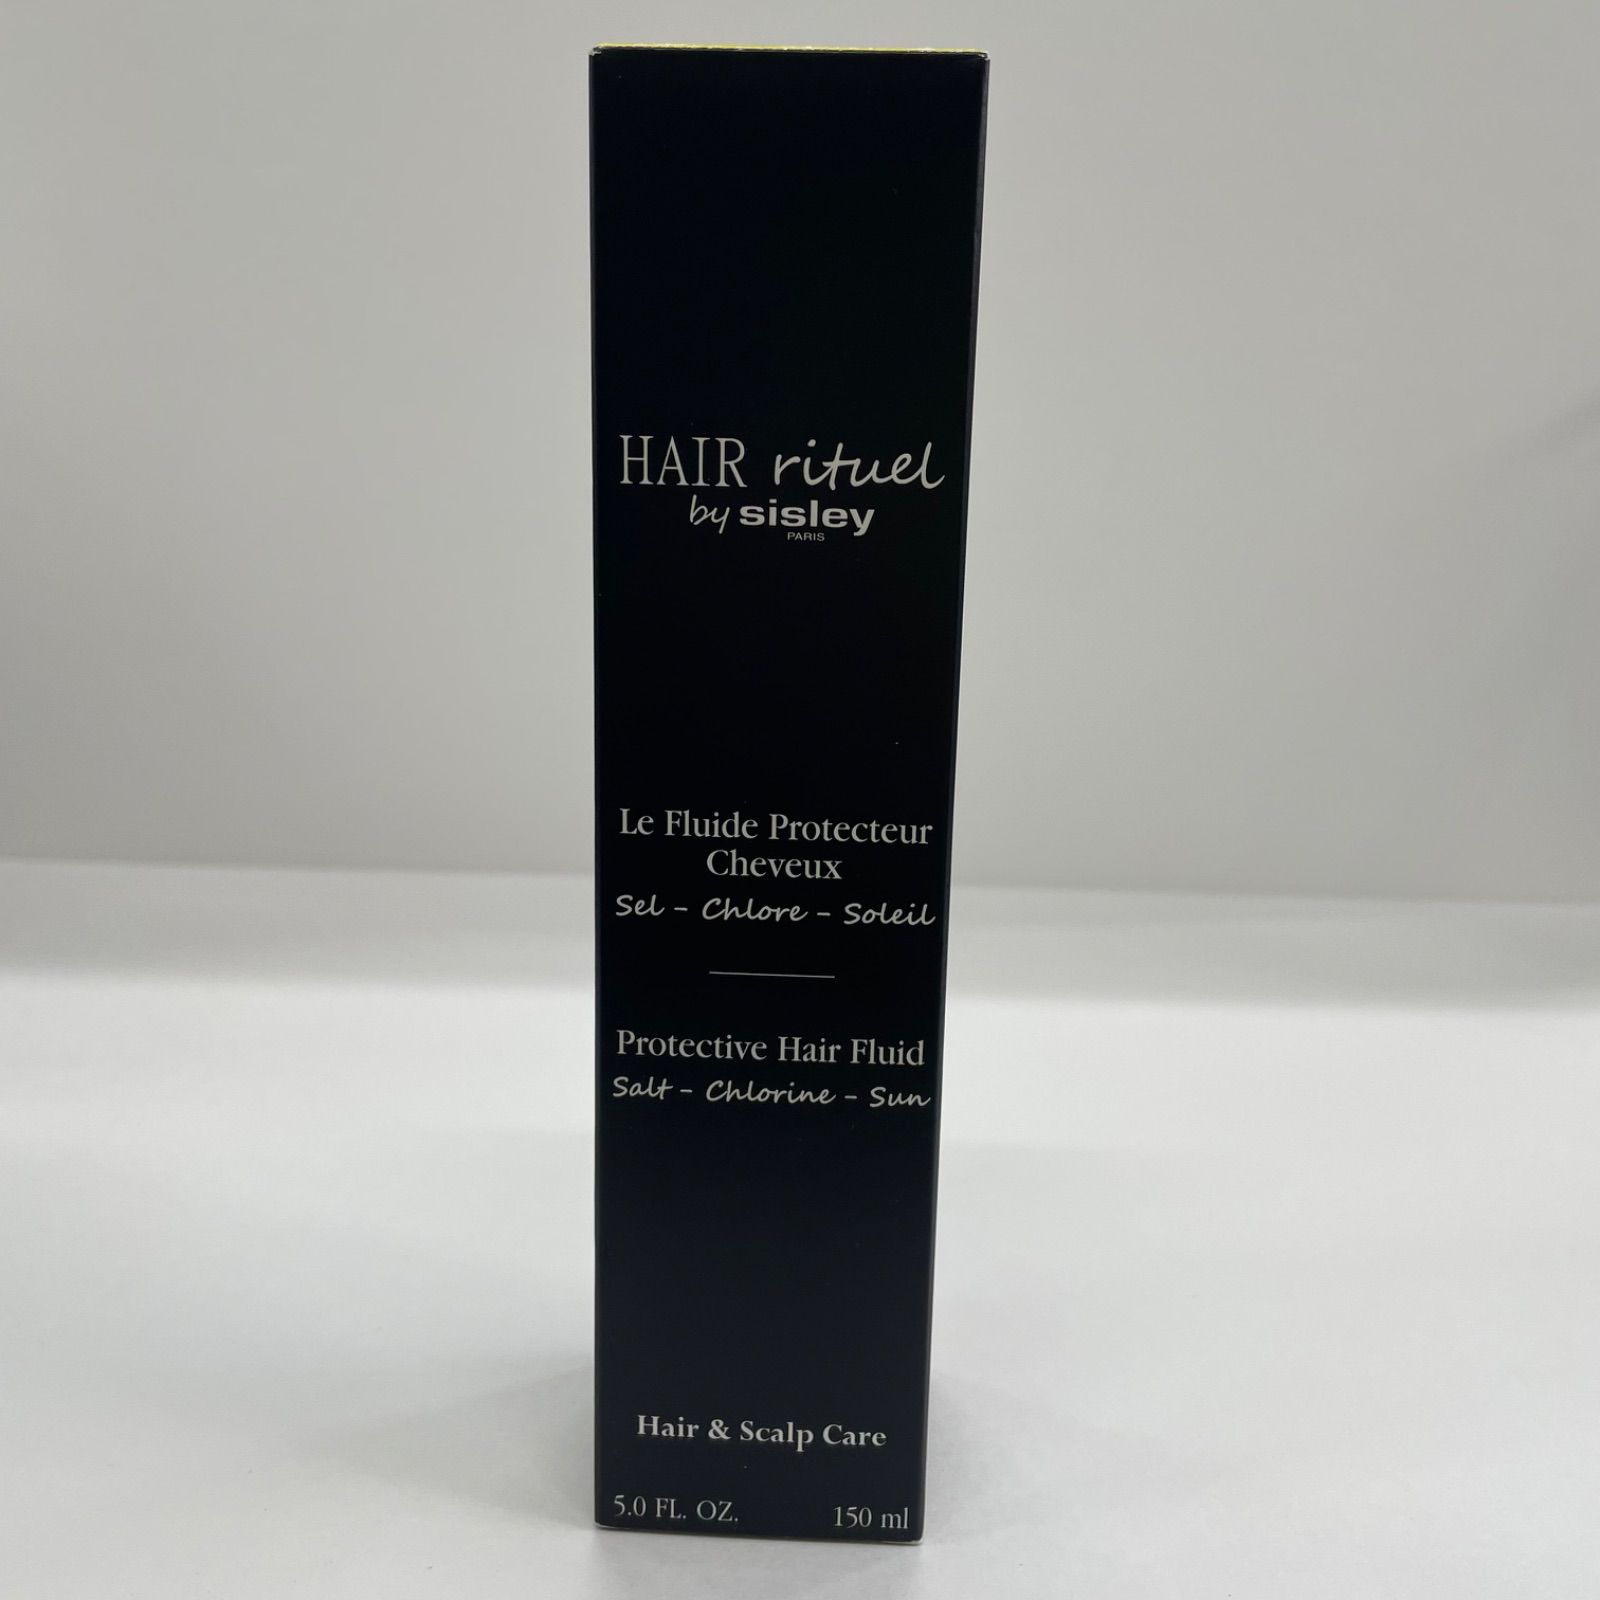 HAIR rituel
by sisley
PARIS
Le Fluide Protecteur
Cheveux
Sel - Chlore - Soleil
Protective Hair Fluid
Salt - Chlorine - Sun
Hair & Scalp Care
5.0 FL. OZ. 150 ml